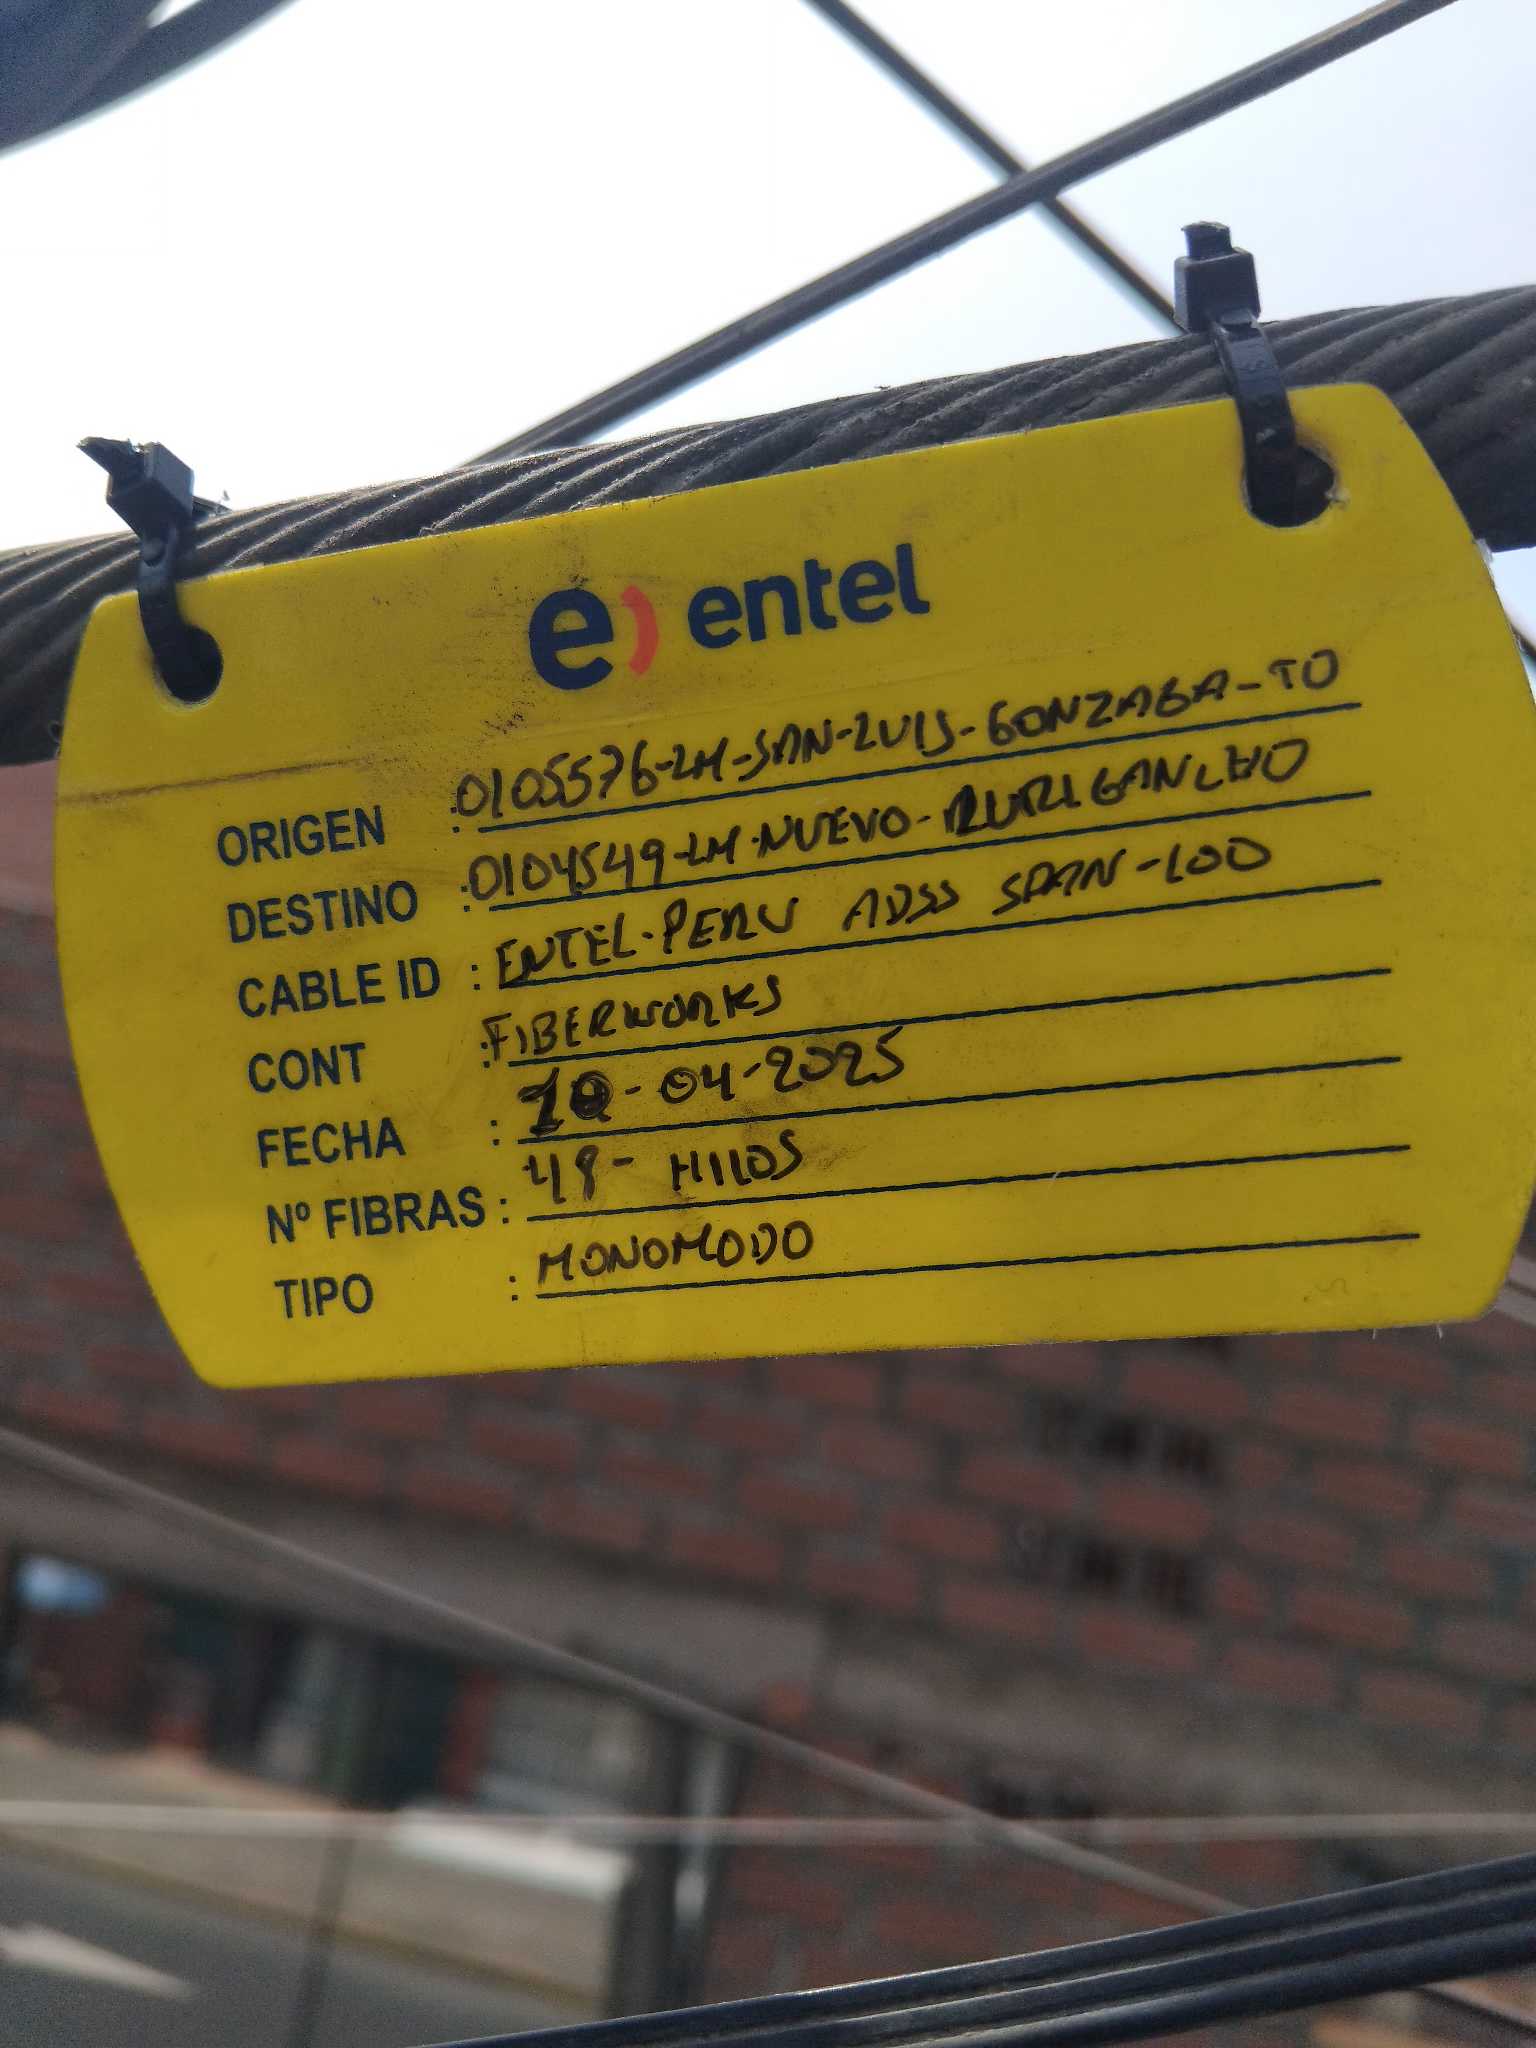 e) entel
ORIGEN : 0105576-LM-SAN-LUIS-GONZAGA-TO
DESTINO : 0104549-LM-NUEVO-LURIGANCHO
CABLE ID : ENTEL-PERU ADSS SPAN-100
CONT : FIBERWORKS
FECHA : 10-04-2025
Nº FIBRAS : 48- HILOS
TIPO : MONOMODO